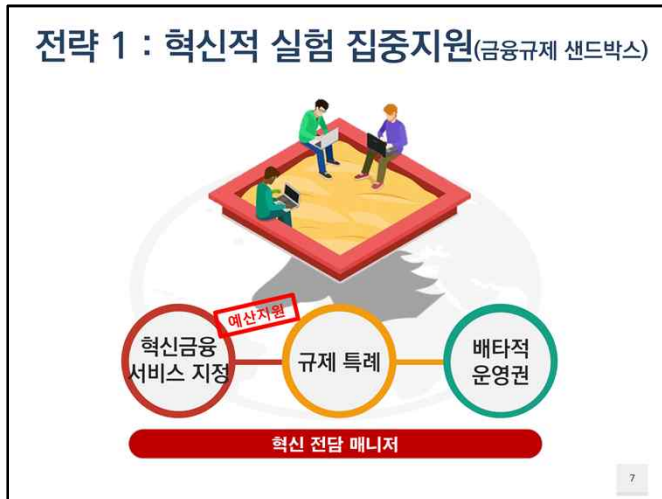 전략 1 : 혁신적 실험 집중지원(금융규제 샌드박스)
예산지원
혁신금융
서비스 지정
규제 특례
배타적
운영권
혁신 전담 매니저
7